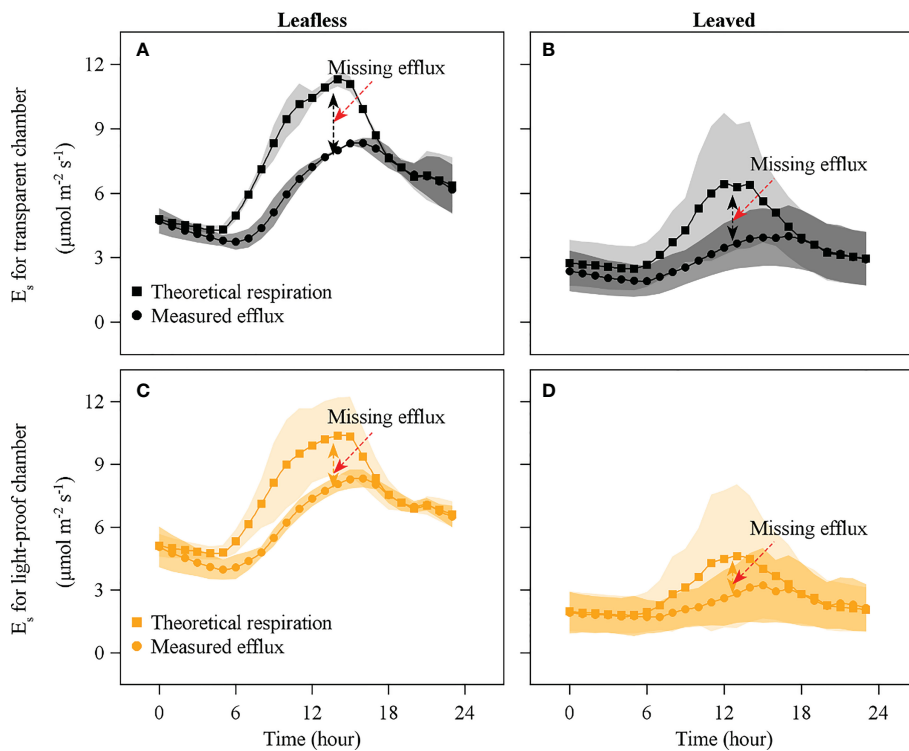 Leafless
Leaved
A
B
C
D
Es for transparent chamber
(µmol m-2 s-1)
12
9
6
3
0
Missing efflux
Theoretical respiration
Measured efflux
Missing efflux
Es for light-proof chamber
(µmol m-2 s-1)
12
9
6
3
0
Missing efflux
Theoretical respiration
Measured efflux
Missing efflux
0 6 12 18 24
Time (hour)
0 6 12 18 24
Time (hour)